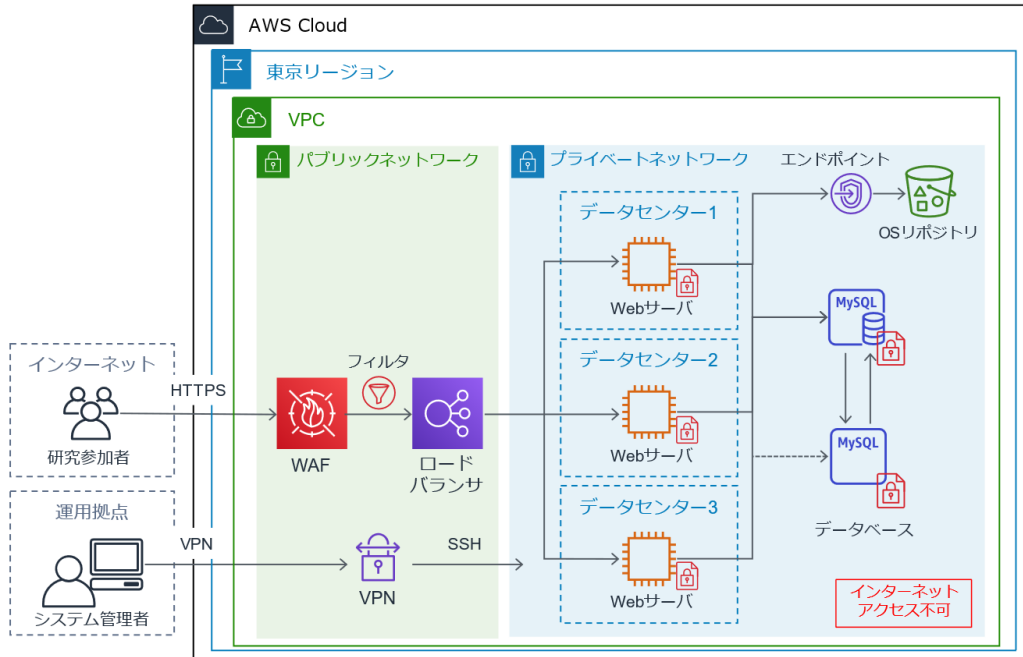 AWS Cloud
東京リージョン
VPC
パブリックネットワーク
プライベートネットワーク
エンドポイント
OSリポジトリ
データセンター1
Webサーバ
データセンター2
Webサーバ
データセンター3
Webサーバ
MySQL
MySQL
データベース
インターネット
アクセス不可
インターネット
研究参加者
HTTPS
WAF
フィルタ
ロード
バランサ
運用拠点
システム管理者
VPN
VPN
SSH